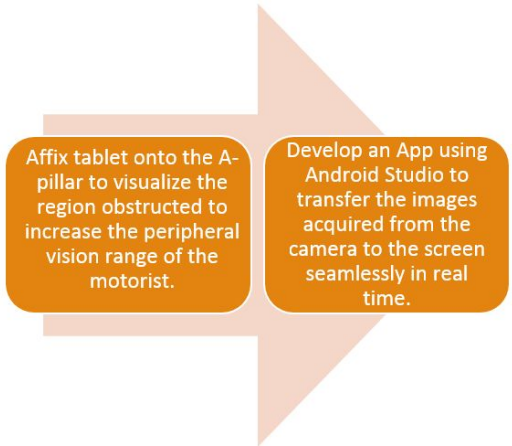 Affix tablet onto the A-
pillar to visualize the
region obstructed to
increase the peripheral
vision range of the
motorist.
Develop an App using
Android Studio to
transfer the images
acquired from the
camera to the screen
seamlessly in real
time.